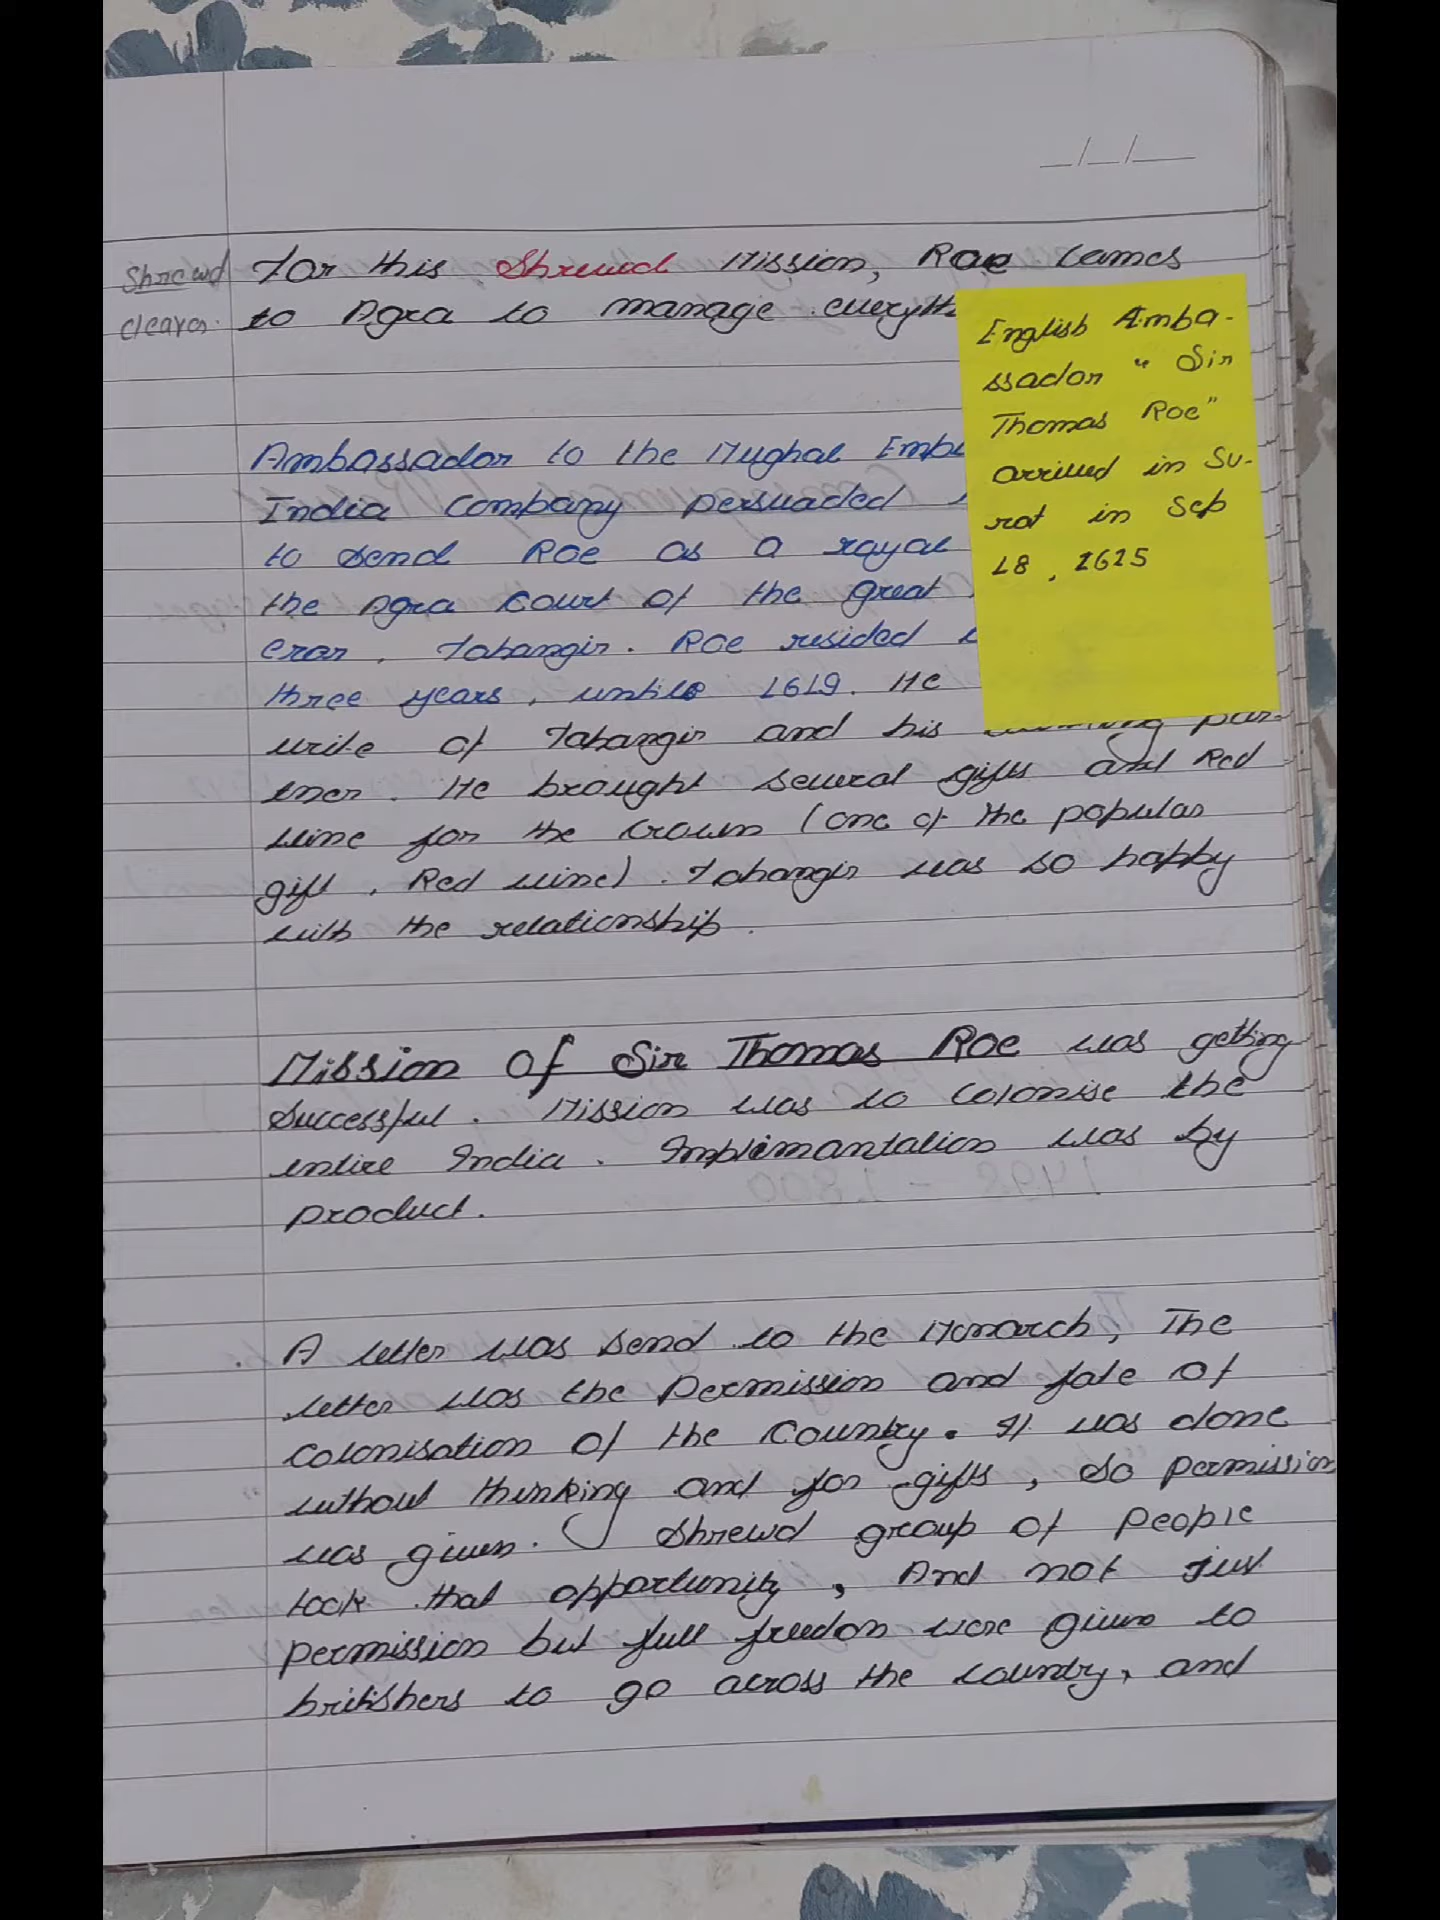 Shrewd
cleaver.
For this Shrewd Mission, Roe comes
to Agra to manage everyth
English Amba-
ssador "Sir
Thomas Roe"
arrived in Su-
rat in Sep
18, 1615
Ambassador to the Mughal Emp
India Company persuaded
to send Roe as a royal
the Agra Court of the great
eror, Jahangir. Roe resided
three years, until 1619. He
write of Jahangir and his par-
tner. He brought several gifts and Red
wine for the Crown (one of the popular
gift, Red wine). Jahangir was so happy
with the relationship.
Mission of Sir Thomas Roe was getting
successful. Mission was to Colonise the
entire India. Implimantation was by
product.
A letter was send to the Monarch, The
letter was the Permission and fate of
colonisation of the Country. It was done
without thinking and for gifts, So permission
was given. Shrewd group of people
took that opportunity, And not just
permission but full freedon were given to
britishers to go across the country, and